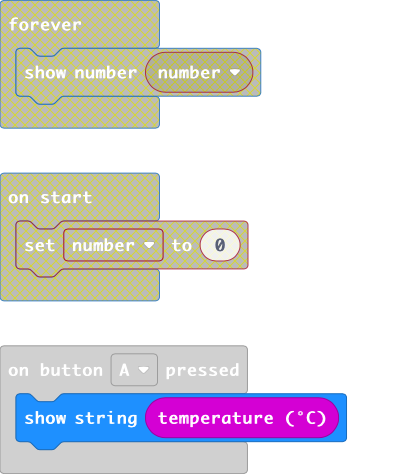 forever
show number number
on start
set number to 0
on button A pressed
show string temperature (°C)